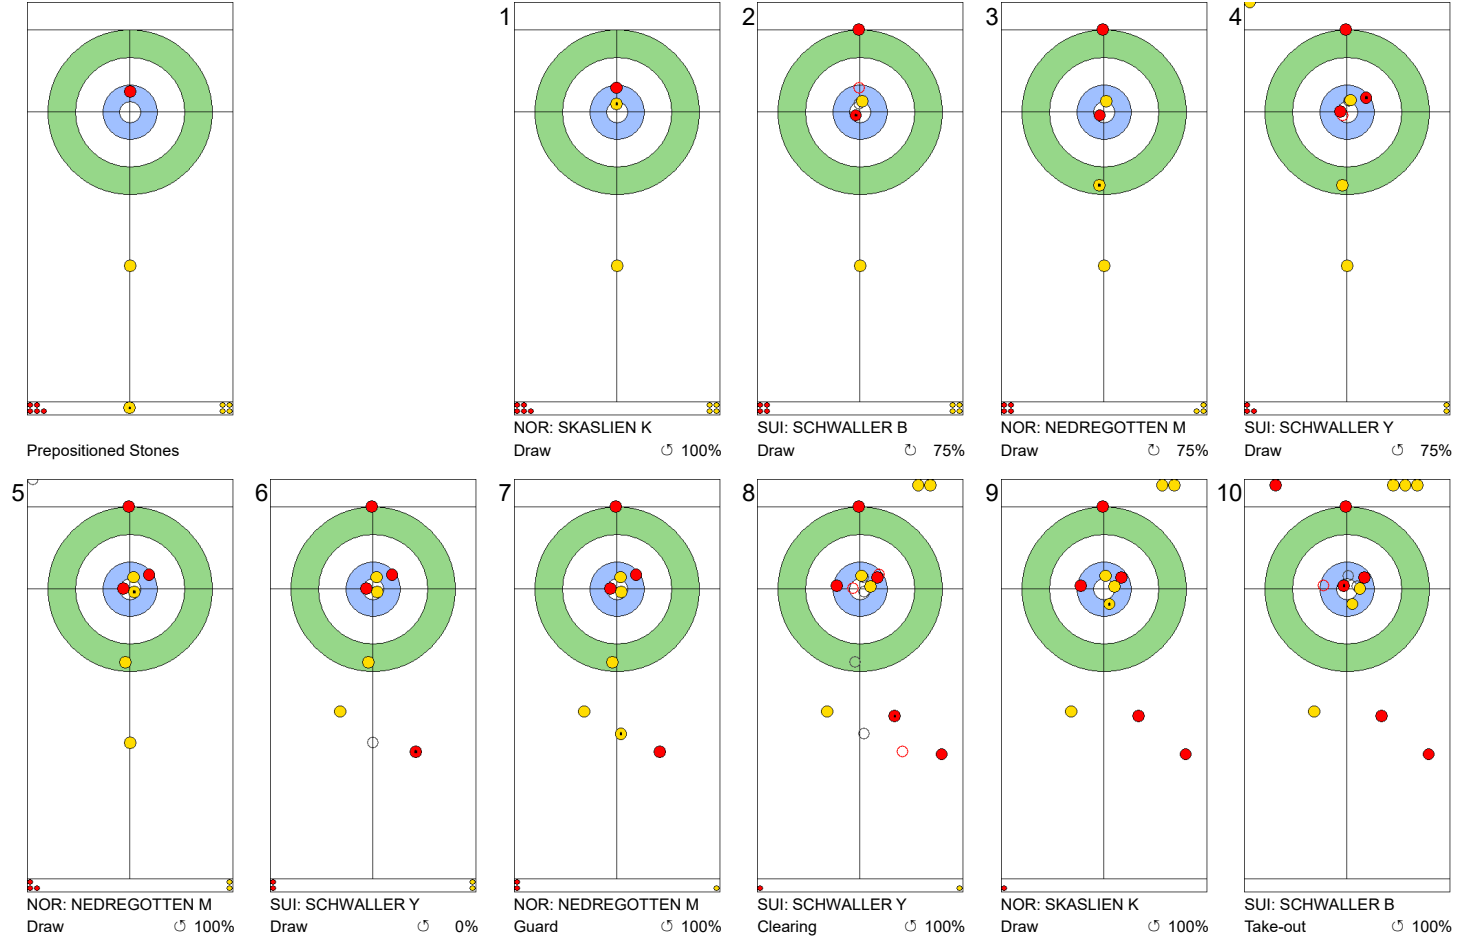 1
2
3
4
Prepositioned Stones
NOR: SKASLIEN K
Draw 100%
SUI: SCHWALLER B
Draw 75%
NOR: NEDREGOTTEN M
Draw 75%
SUI: SCHWALLER Y
Draw 75%
5
6
7
8
9
10
NOR: NEDREGOTTEN M
Draw 100%
SUI: SCHWALLER Y
Draw 0%
NOR: NEDREGOTTEN M
Guard 100%
SUI: SCHWALLER Y
Clearing 100%
NOR: SKASLIEN K
Draw 100%
SUI: SCHWALLER B
Take-out 100%